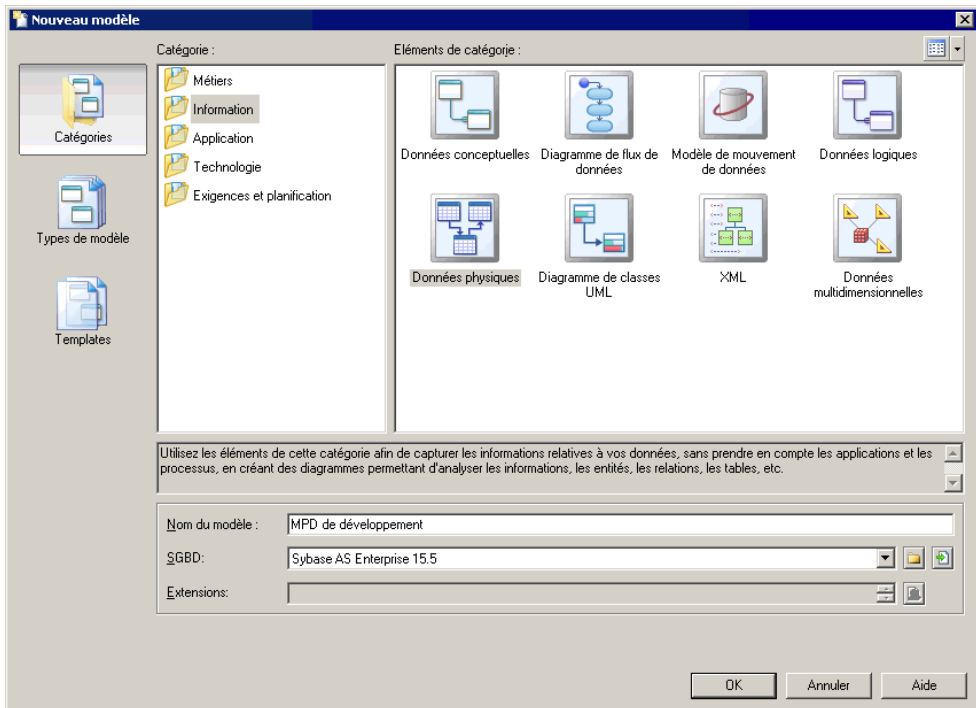 Nouveau modèle
Catégorie :
Eléments de catégorie :
Catégories
Types de modèle
Templates
Métiers
Information
Application
Technologie
Exigences et planification
Données conceptuelles
Diagramme de flux de
données
Modèle de mouvement
de données
Données logiques
Données physiques
Diagramme de classes
UML
XML
Données
multidimensionnelles
Utilisez les éléments de cette catégorie afin de capturer les informations relatives à vos données, sans prendre en compte les applications et les
processus, en créant des diagrammes permettant d'analyser les informations, les entités, les relations, les tables, etc.
Nom du modèle :
MPD de développement
SGBD:
Sybase AS Enterprise 15.5
Extensions:
OK
Annuler
Aide